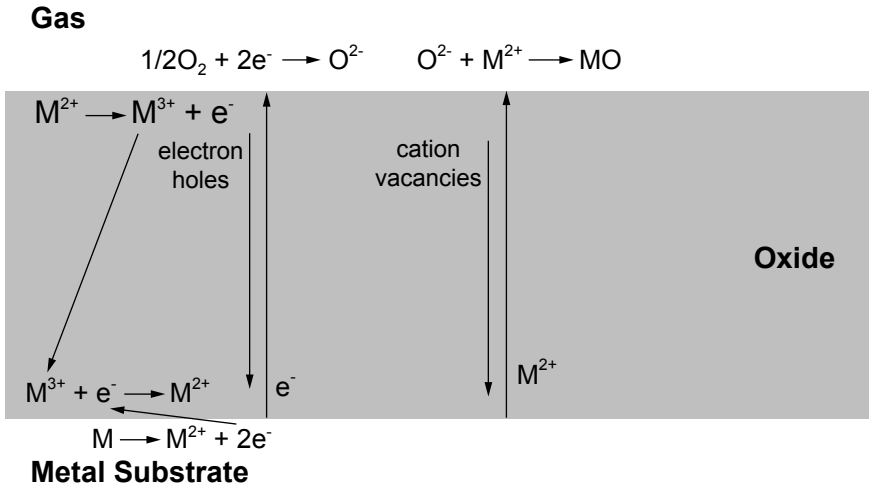 Gas
1/2O₂ + 2e⁻ → O²⁻
O²⁻ + M²⁺ → MO
M²⁺ → M³⁺ + e⁻
electron
holes
cation
vacancies
Oxide
M³⁺ + e⁻ → M²⁺
e⁻
M²⁺
M → M²⁺ + 2e⁻
Metal Substrate